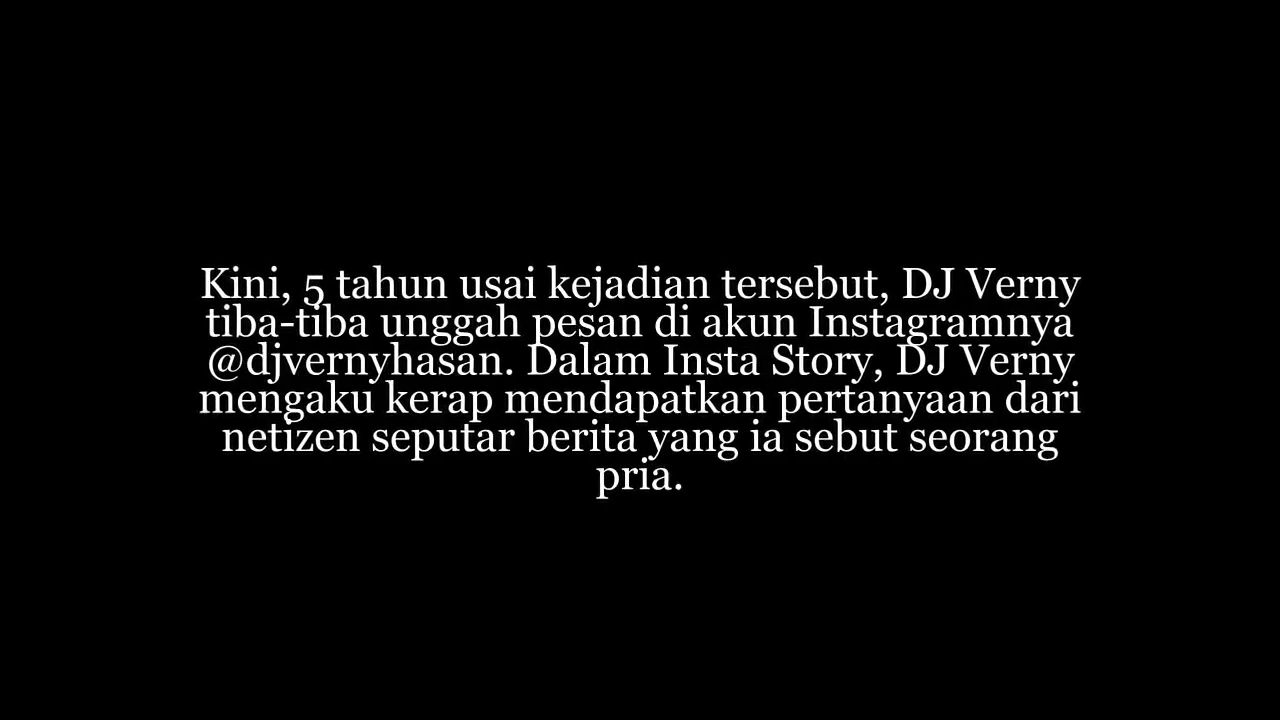 Kini, 5 tahun usai kejadian tersebut, DJ Verny
tiba-tiba unggah pesan di akun Instagramnya
@djvernyhasan. Dalam Insta Story, DJ Verny
mengaku kerap mendapatkan pertanyaan dari
netizen seputar berita yang ia sebut seorang
pria.